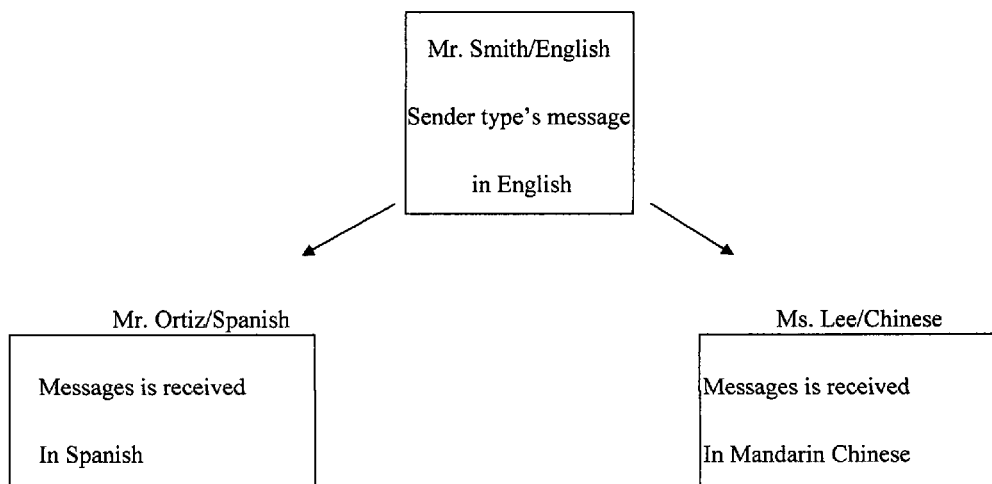 Mr. Smith/English
Sender type's message
in English
Mr. Ortiz/Spanish
Messages is received
In Spanish
Ms. Lee/Chinese
Messages is received
In Mandarin Chinese